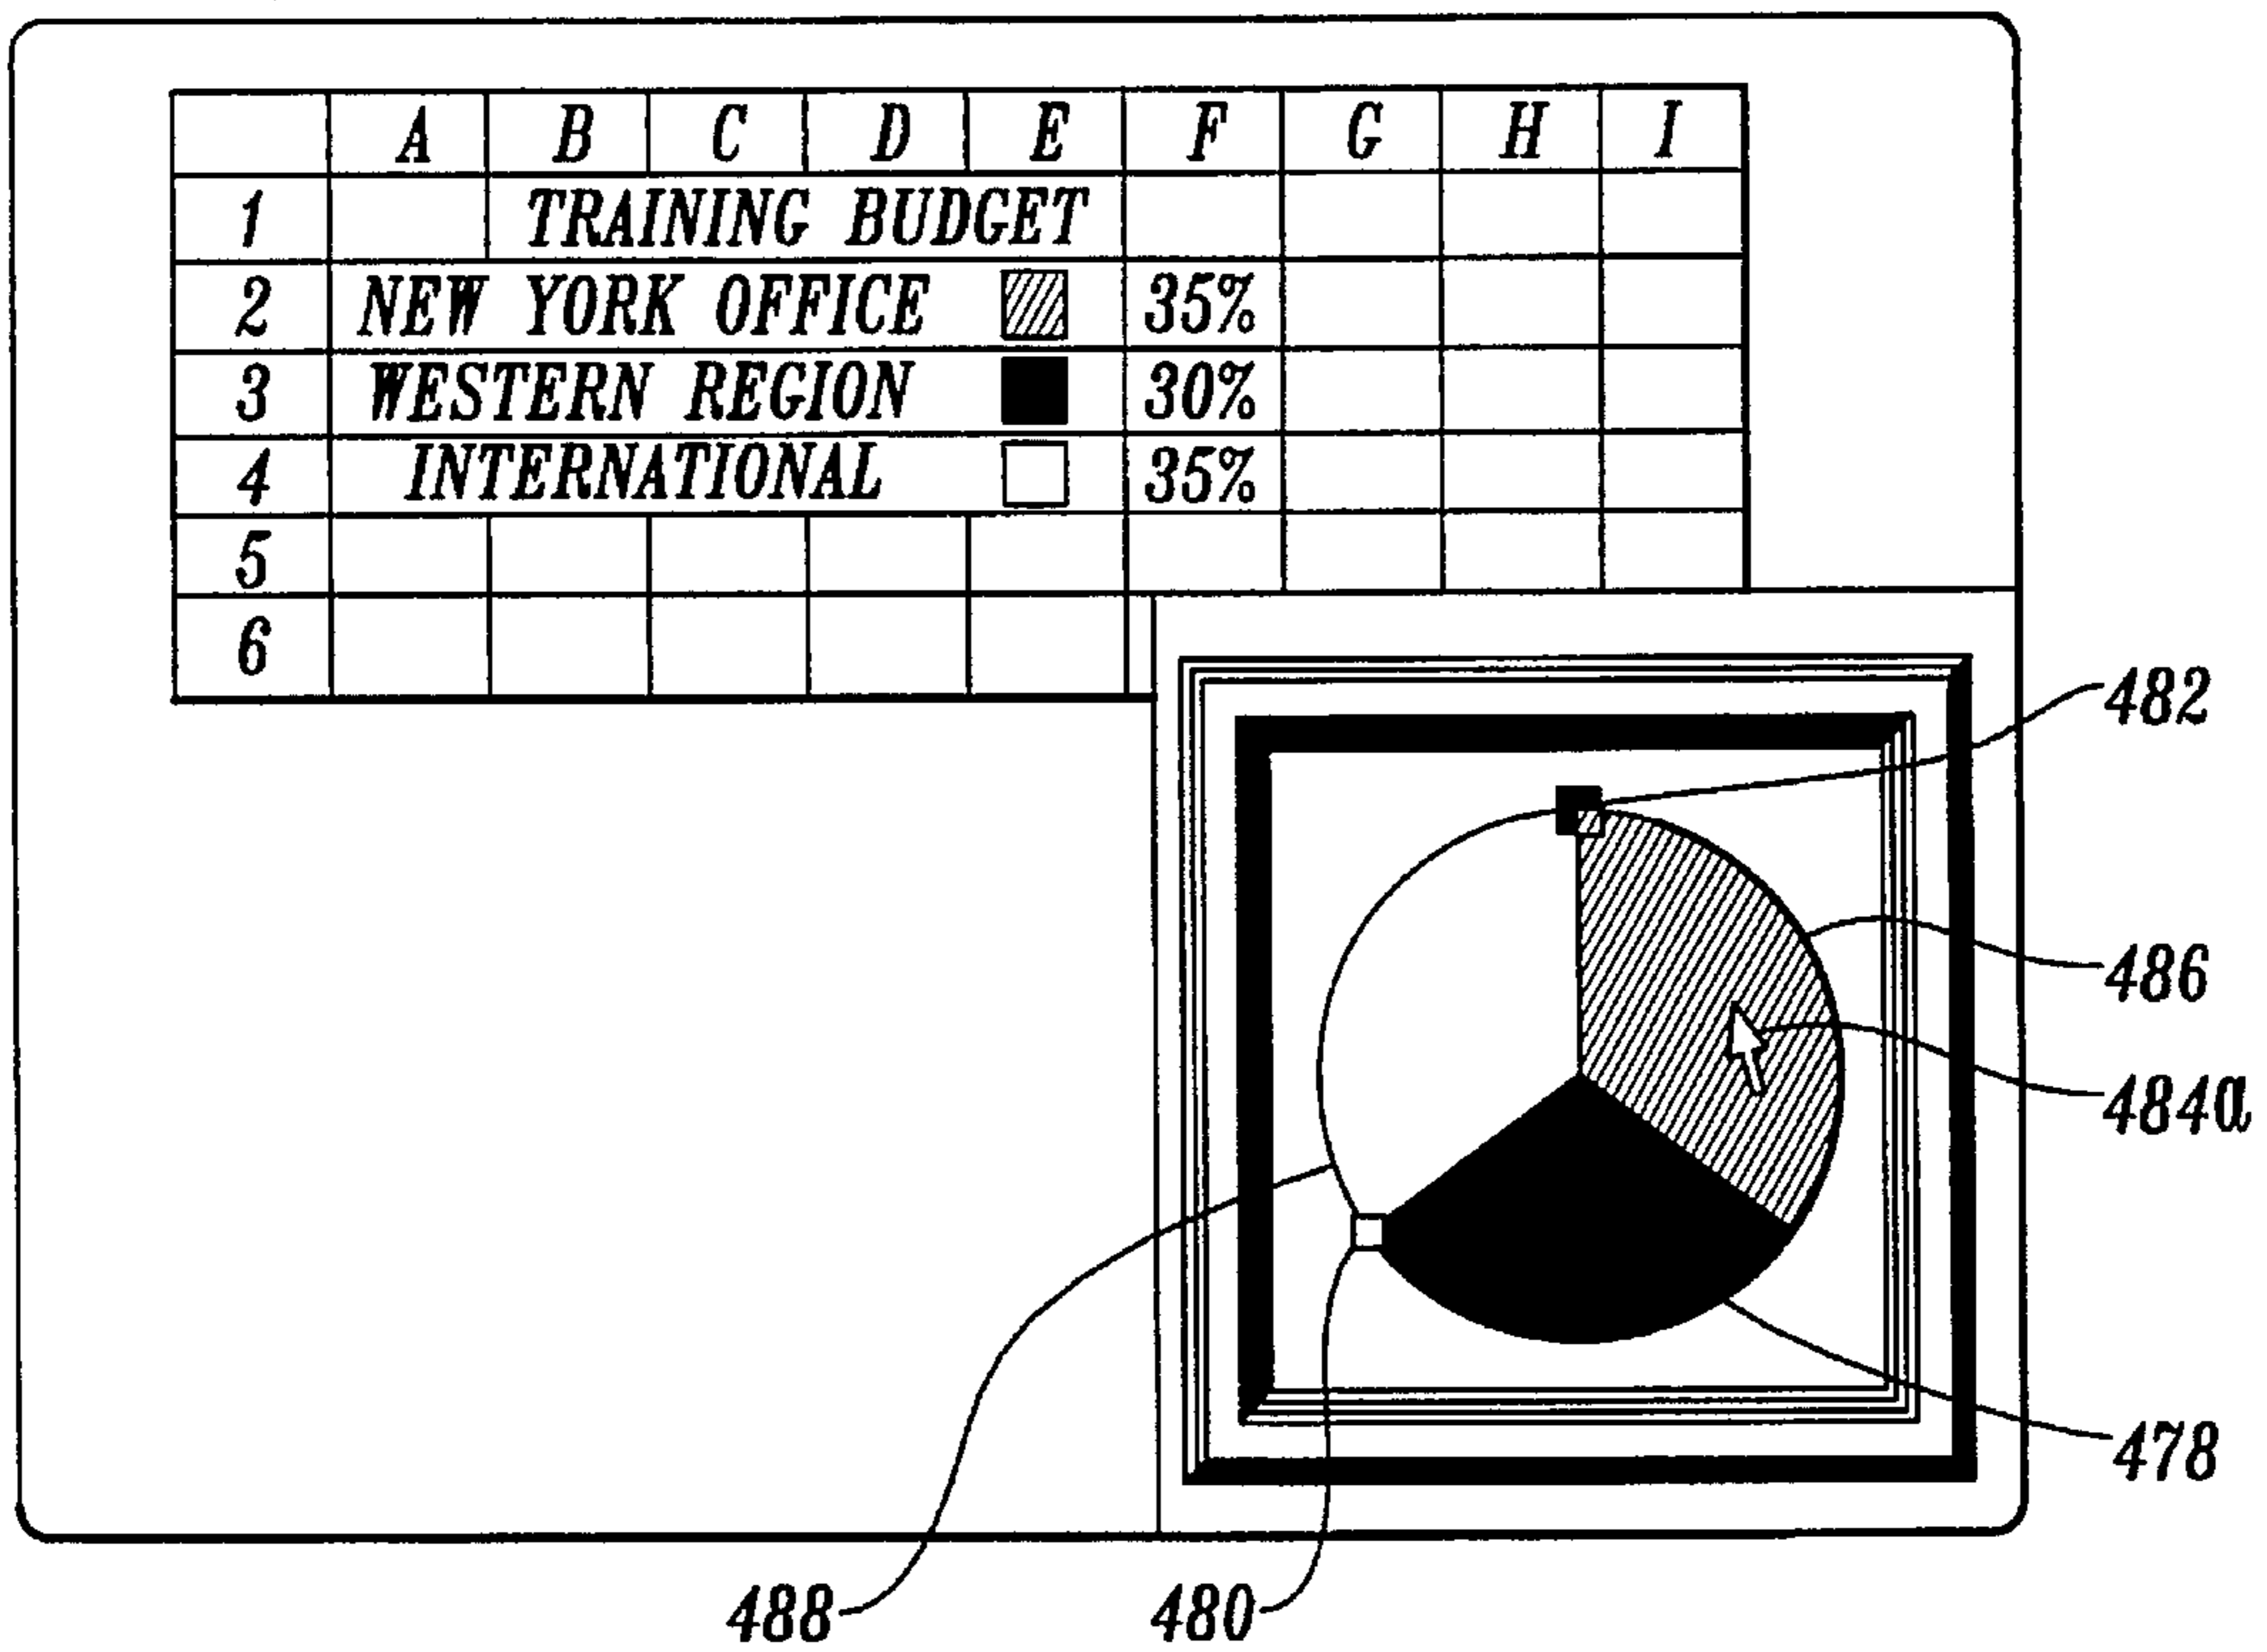 A B C D E F G H I
1 TRAINING BUDGET
2 NEW YORK OFFICE 35%
3 WESTERN REGION 30%
4 INTERNATIONAL 35%
5
6
482
486
484a
478
488 480